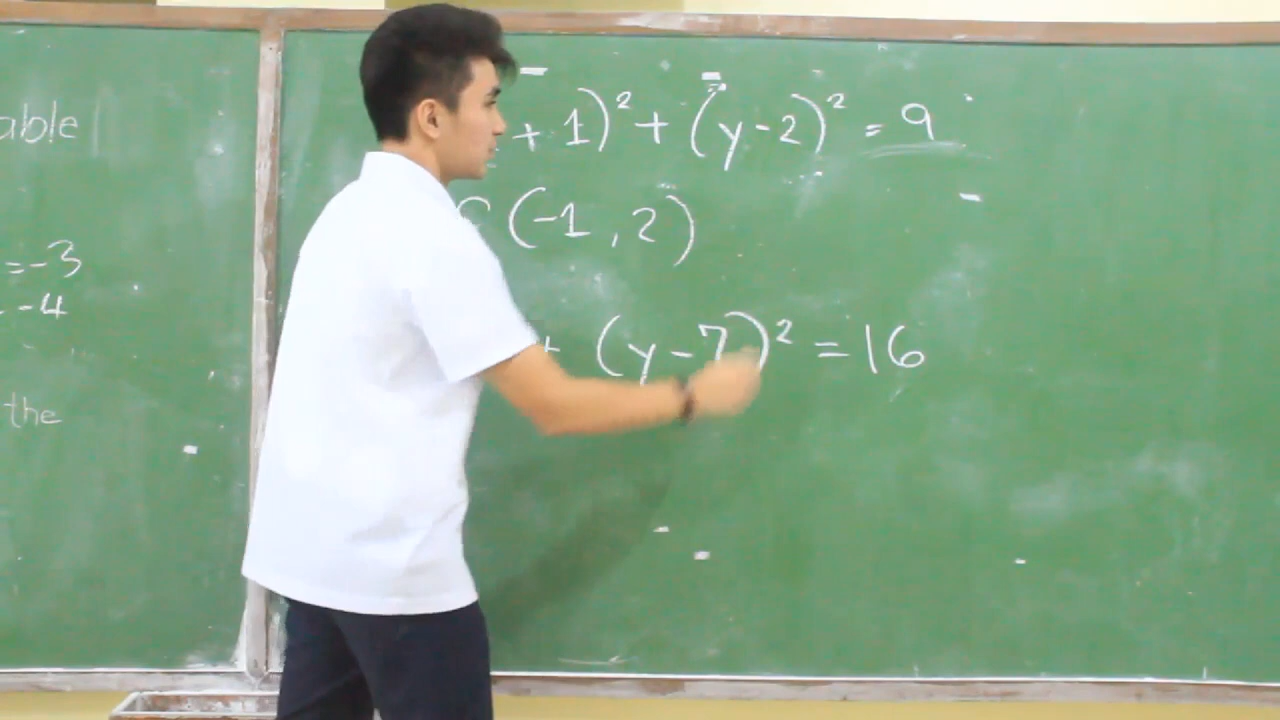 able
=-3
-4
the
+ 1)² + (y-2)² = 9
C (-1, 2)
+ (y-7)² = 16